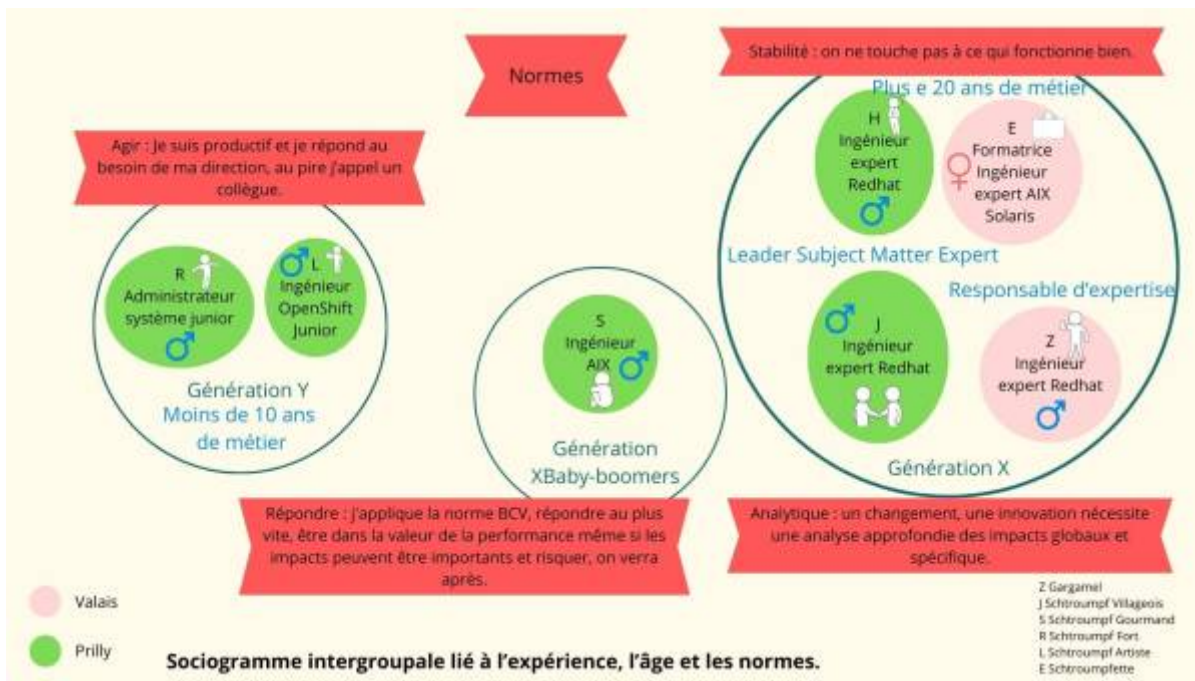 Normes
Stabilité : on ne touche pas à ce qui fonctionne bien.
Agir : Je suis productif et je répond au
besoin de ma direction, au pire j'appel un
collègue.
R
Administrateur
système junior
L
Ingénieur
OpenShift
Junior
Génération Y
Moins de 10 ans
de métier
S
Ingénieur
AIX
Génération
XBaby-boomers
Répondre : j'applique la norme BCV, répondre au plus
vite, être dans la valeur de la performance même si les
impacts peuvent être importants et risquer, on verra
après.
Plus e 20 ans de métier
H
Ingénieur
expert
Redhat
E
Formatrice
Ingénieur
expert AIX
Solaris
Leader Subject Matter Expert
Responsable d'expertise
J
Ingénieur
expert Redhat
Z
Ingénieur
expert Redhat
Génération X
Analytique : un changement, une innovation nécessite
une analyse approfondie des impacts globaux et
spécifique.
Valais
Prilly
Sociogramme intergroupale lié à l'expérience, l'âge et les normes.
Z Gargamel
J Schtroumpf Villageois
S Schtroumpf Gourmand
R Schtroumpf Fort
L Schtroumpf Artiste
E Schtroumpfette